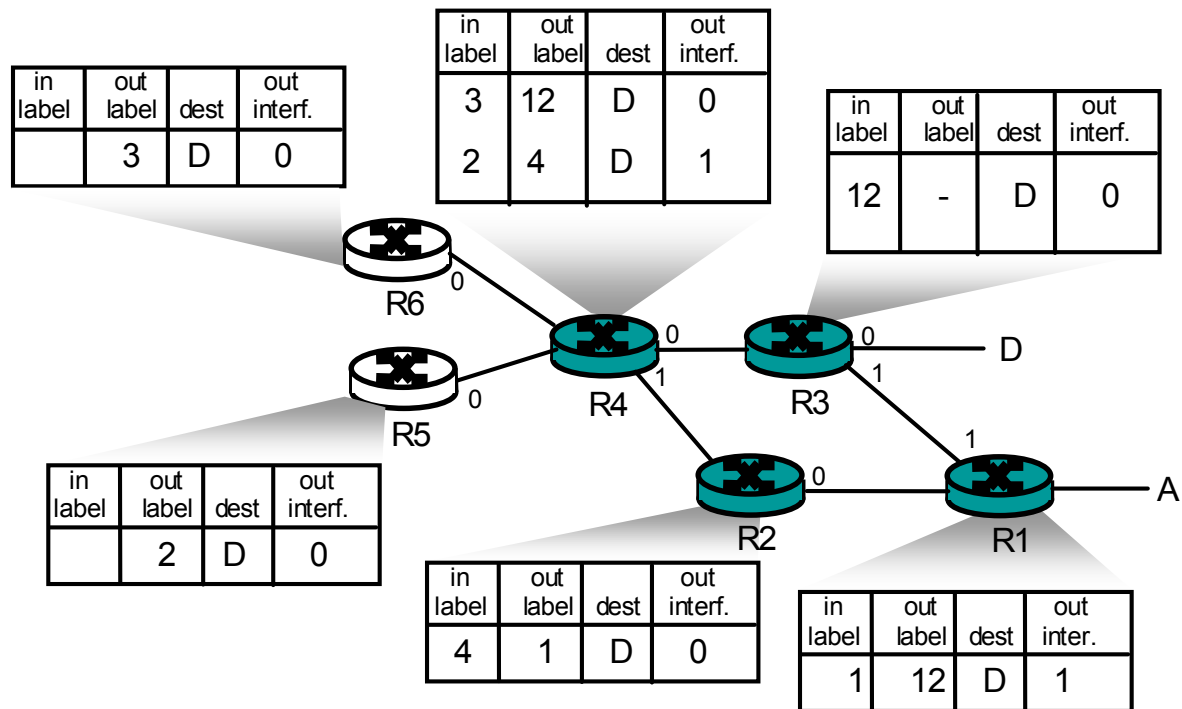 in out dest out
label label interf.
3 12 D 0
2 4 D 1
in out dest out
label label interf.
3 D 0
in out dest out
label label interf.
12 - D 0
0
R6
0
R5
0
1
R4
0
1
R3
D
0
R2
1
R1
A
in out dest out
label label interf.
2 D 0
in out dest out
label label interf.
4 1 D 0
in out dest out
label label inter.
1 12 D 1